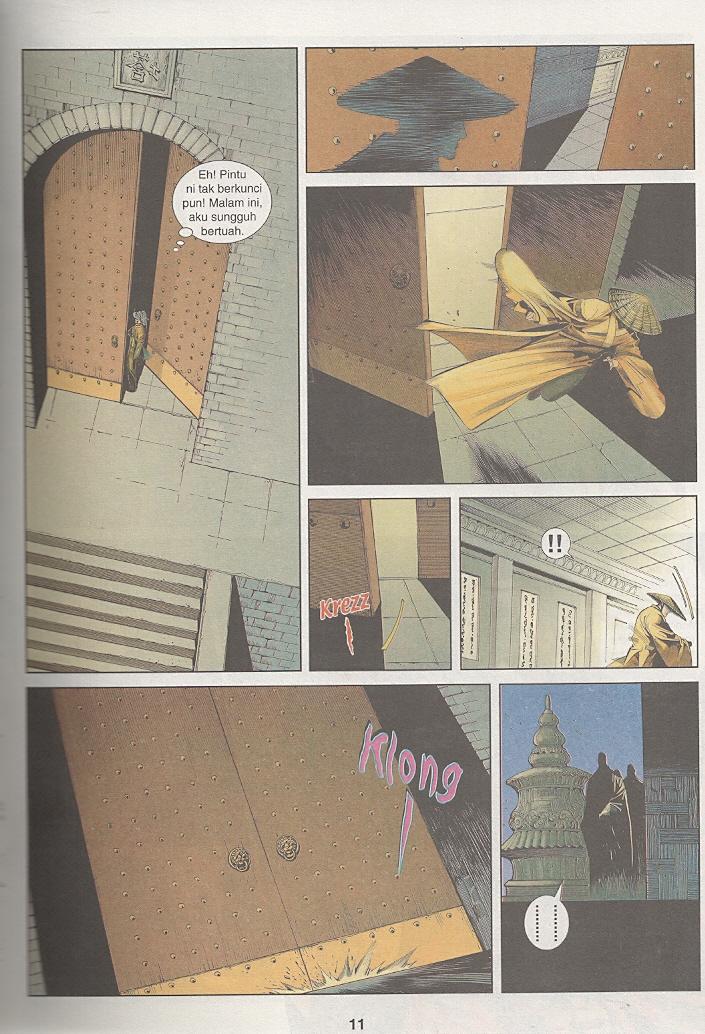 Eh! Pintu
ni tak berkunci
pun! Malam ini,
aku sungguh
bertuah.
Krezz
!
!!
Klong
!
11